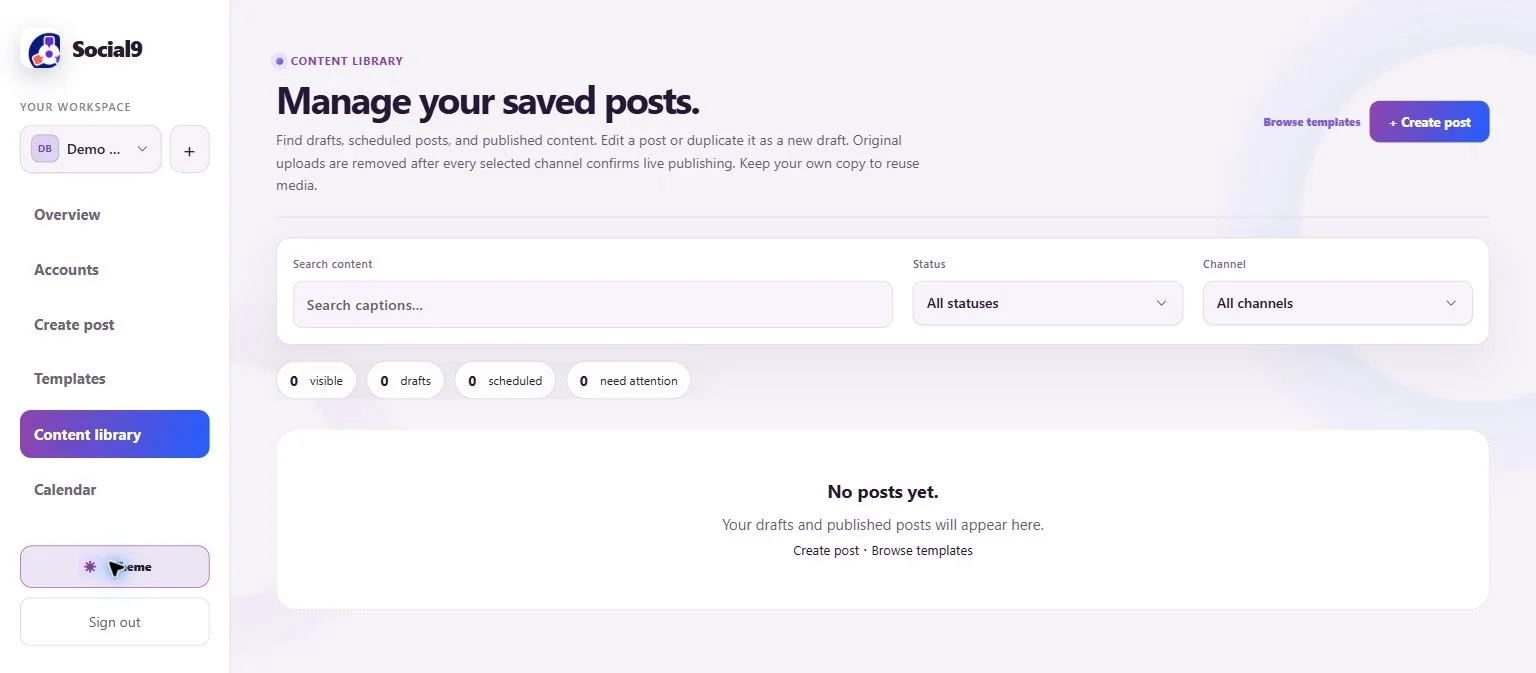 Social9
YOUR WORKSPACE
DB Demo ...
+
Overview
Accounts
Create post
Templates
Content library
Calendar
Sign out
CONTENT LIBRARY
Manage your saved posts.
Find drafts, scheduled posts, and published content. Edit a post or duplicate it as a new draft. Original
uploads are removed after every selected channel confirms live publishing. Keep your own copy to reuse
media.
Browse templates
+ Create post
Search content
Search captions...
Status
All statuses
Channel
All channels
0 visible
0 drafts
0 scheduled
0 need attention
No posts yet.
Your drafts and published posts will appear here.
Create post · Browse templates